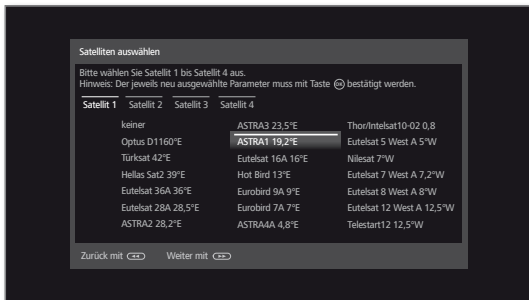 Satelliten auswählen
Bitte wählen Sie Satellit 1 bis Satellit 4 aus.
Hinweis: Der jeweils neu ausgewählte Parameter muss mit Taste OK bestätigt werden.
Satellit 1 Satellit 2 Satellit 3 Satellit 4
keiner ASTRA3 23,5°E Thor/Intelsat10-02 0,8
Optus D1160°E ASTRA1 19,2°E Eutelsat 5 West A 5°W
Türksat 42°E Eutelsat 16A 16°E Nilesat 7°W
Hellas Sat2 39°E Hot Bird 13°E Eutelsat 7 West A 7,2°W
Eutelsat 36A 36°E Eurobird 9A 9°E Eutelsat 8 West A 8°W
Eutelsat 28A 28,5°E Eurobird 7A 7°E Eutelsat 12 West A 12,5°W
ASTRA2 28,2°E ASTRA4A 4,8°E Telestart12 12,5°W
Zurück mit Weiter mit